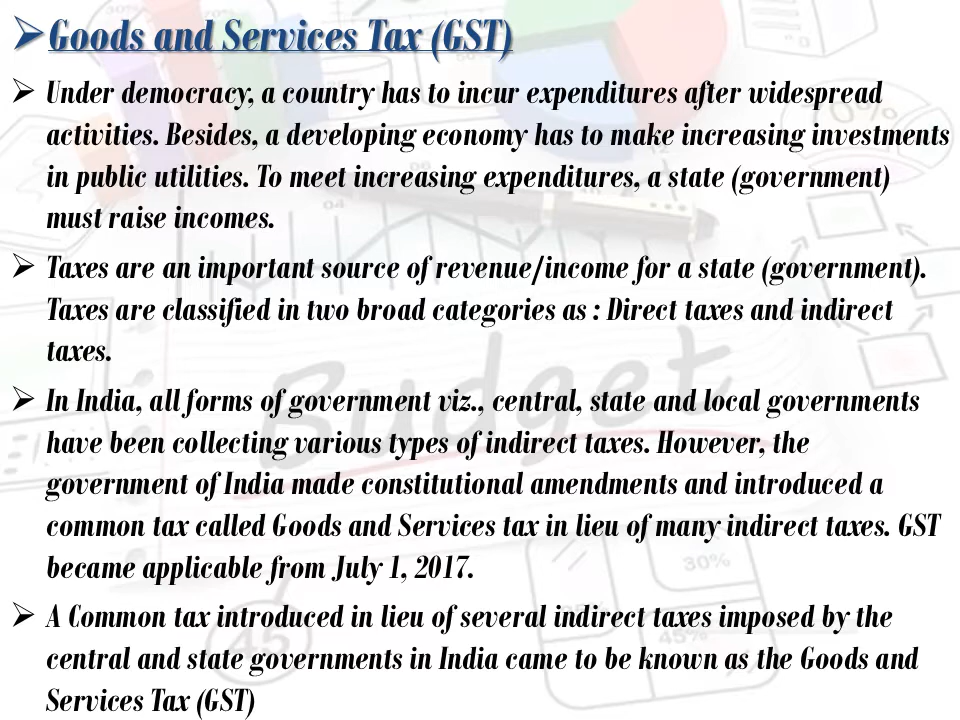 ➢Goods and Services Tax (GST)
➢ Under democracy, a country has to incur expenditures after widespread
activities. Besides, a developing economy has to make increasing investments
in public utilities. To meet increasing expenditures, a state (government)
must raise incomes.
➢ Taxes are an important source of revenue/income for a state (government).
Taxes are classified in two broad categories as : Direct taxes and indirect
taxes.
➢ In India, all forms of government viz., central, state and local governments
have been collecting various types of indirect taxes. However, the
government of India made constitutional amendments and introduced a
common tax called Goods and Services tax in lieu of many indirect taxes. GST
became applicable from July 1, 2017.
➢ A Common tax introduced in lieu of several indirect taxes imposed by the
central and state governments in India came to be known as the Goods and
Services Tax (GST)
Budget
30%
45
45%
04